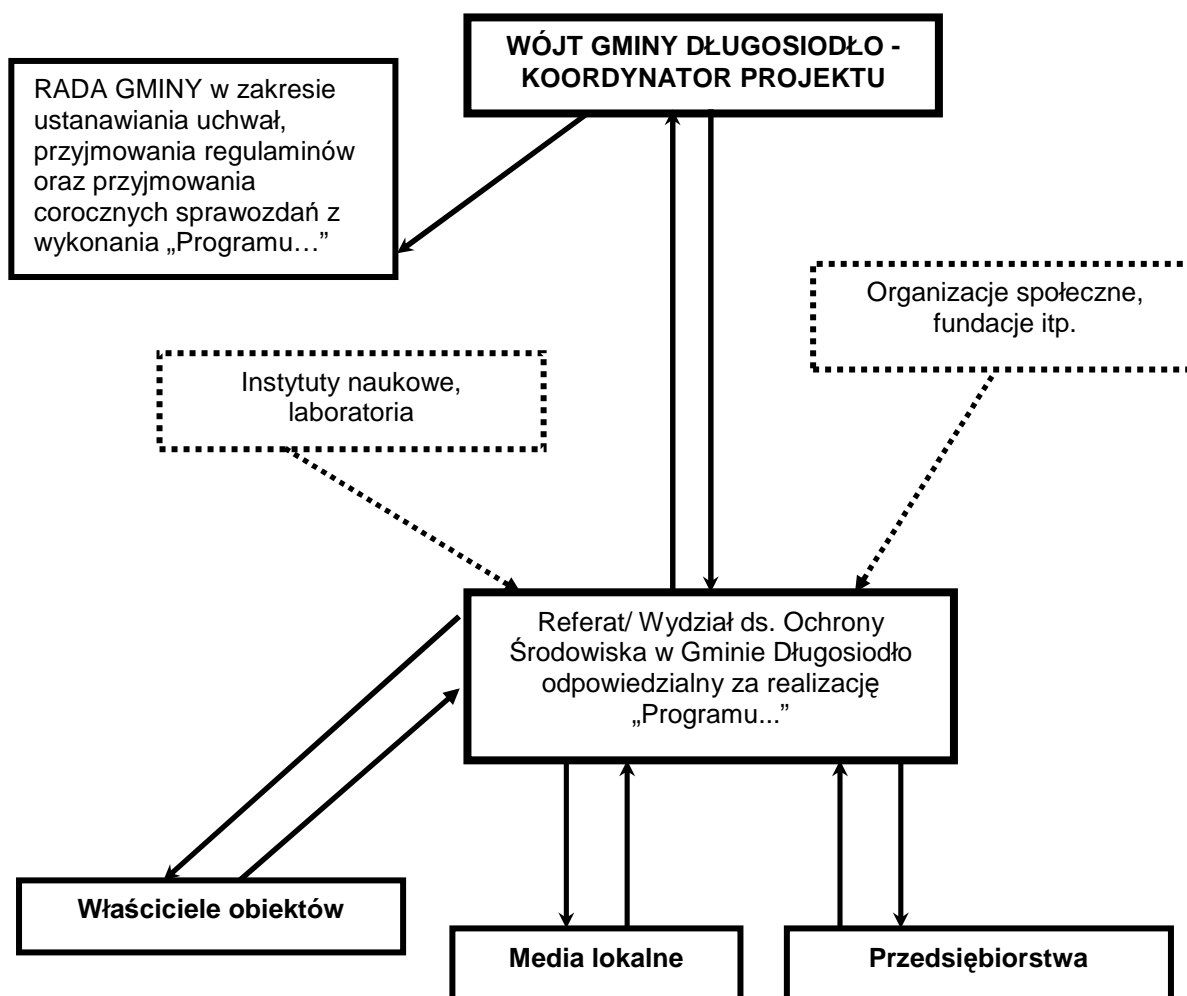 WÓJT GMINY DŁUGOSIODŁO -
KOORDYNATOR PROJEKTU
RADA GMINY w zakresie
ustanawiania uchwał,
przyjmowania regulaminów
oraz przyjmowania
corocznych sprawozdań z
wykonania „Programu…”
Organizacje społeczne,
fundacje itp.
Instytuty naukowe,
laboratoria
Referat/ Wydział ds. Ochrony
Środowiska w Gminie Długosiodło
odpowiedzialny za realizację
„Programu...”
Właściciele obiektów
Media lokalne
Przedsiębiorstwa